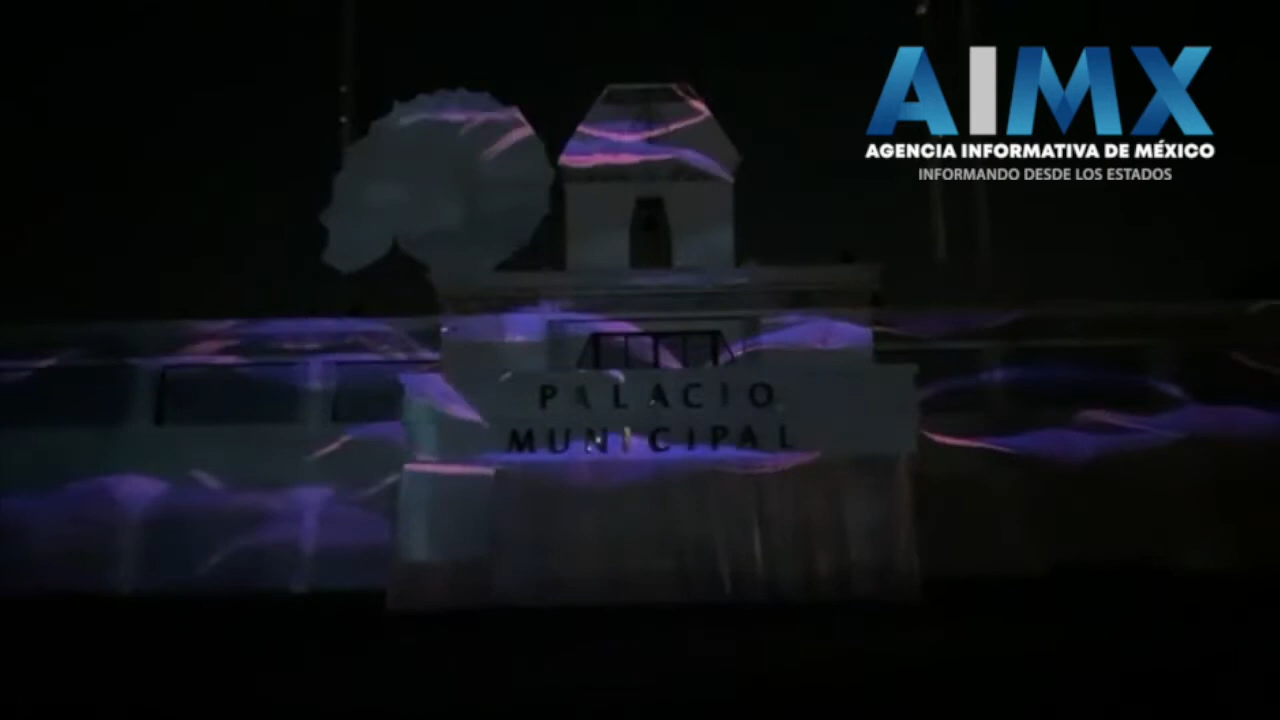 AIMX
AGENCIA INFORMATIVA DE MÉXICO
INFORMANDO DESDE LOS ESTADOS
PALACIO
MUNICIPAL